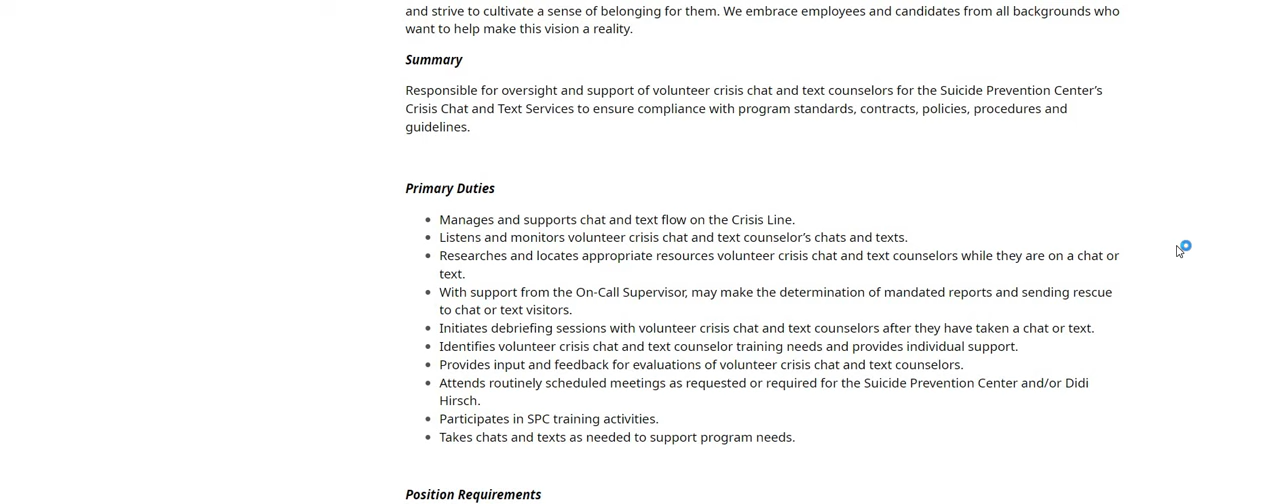 and strive to cultivate a sense of belonging for them. We embrace employees and candidates from all backgrounds who
want to help make this vision a reality.
Summary
Responsible for oversight and support of volunteer crisis chat and text counselors for the Suicide Prevention Center’s
Crisis Chat and Text Services to ensure compliance with program standards, contracts, policies, procedures and
guidelines.
Primary Duties
Manages and supports chat and text flow on the Crisis Line.
Listens and monitors volunteer crisis chat and text counselor’s chats and texts.
Researches and locates appropriate resources volunteer crisis chat and text counselors while they are on a chat or
text.
With support from the On-Call Supervisor, may make the determination of mandated reports and sending rescue
to chat or text visitors.
Initiates debriefing sessions with volunteer crisis chat and text counselors after they have taken a chat or text.
Identifies volunteer crisis chat and text counselor training needs and provides individual support.
Provides input and feedback for evaluations of volunteer crisis chat and text counselors.
Attends routinely scheduled meetings as requested or required for the Suicide Prevention Center and/or Didi
Hirsch.
Participates in SPC training activities.
Takes chats and texts as needed to support program needs.
Position Requirements